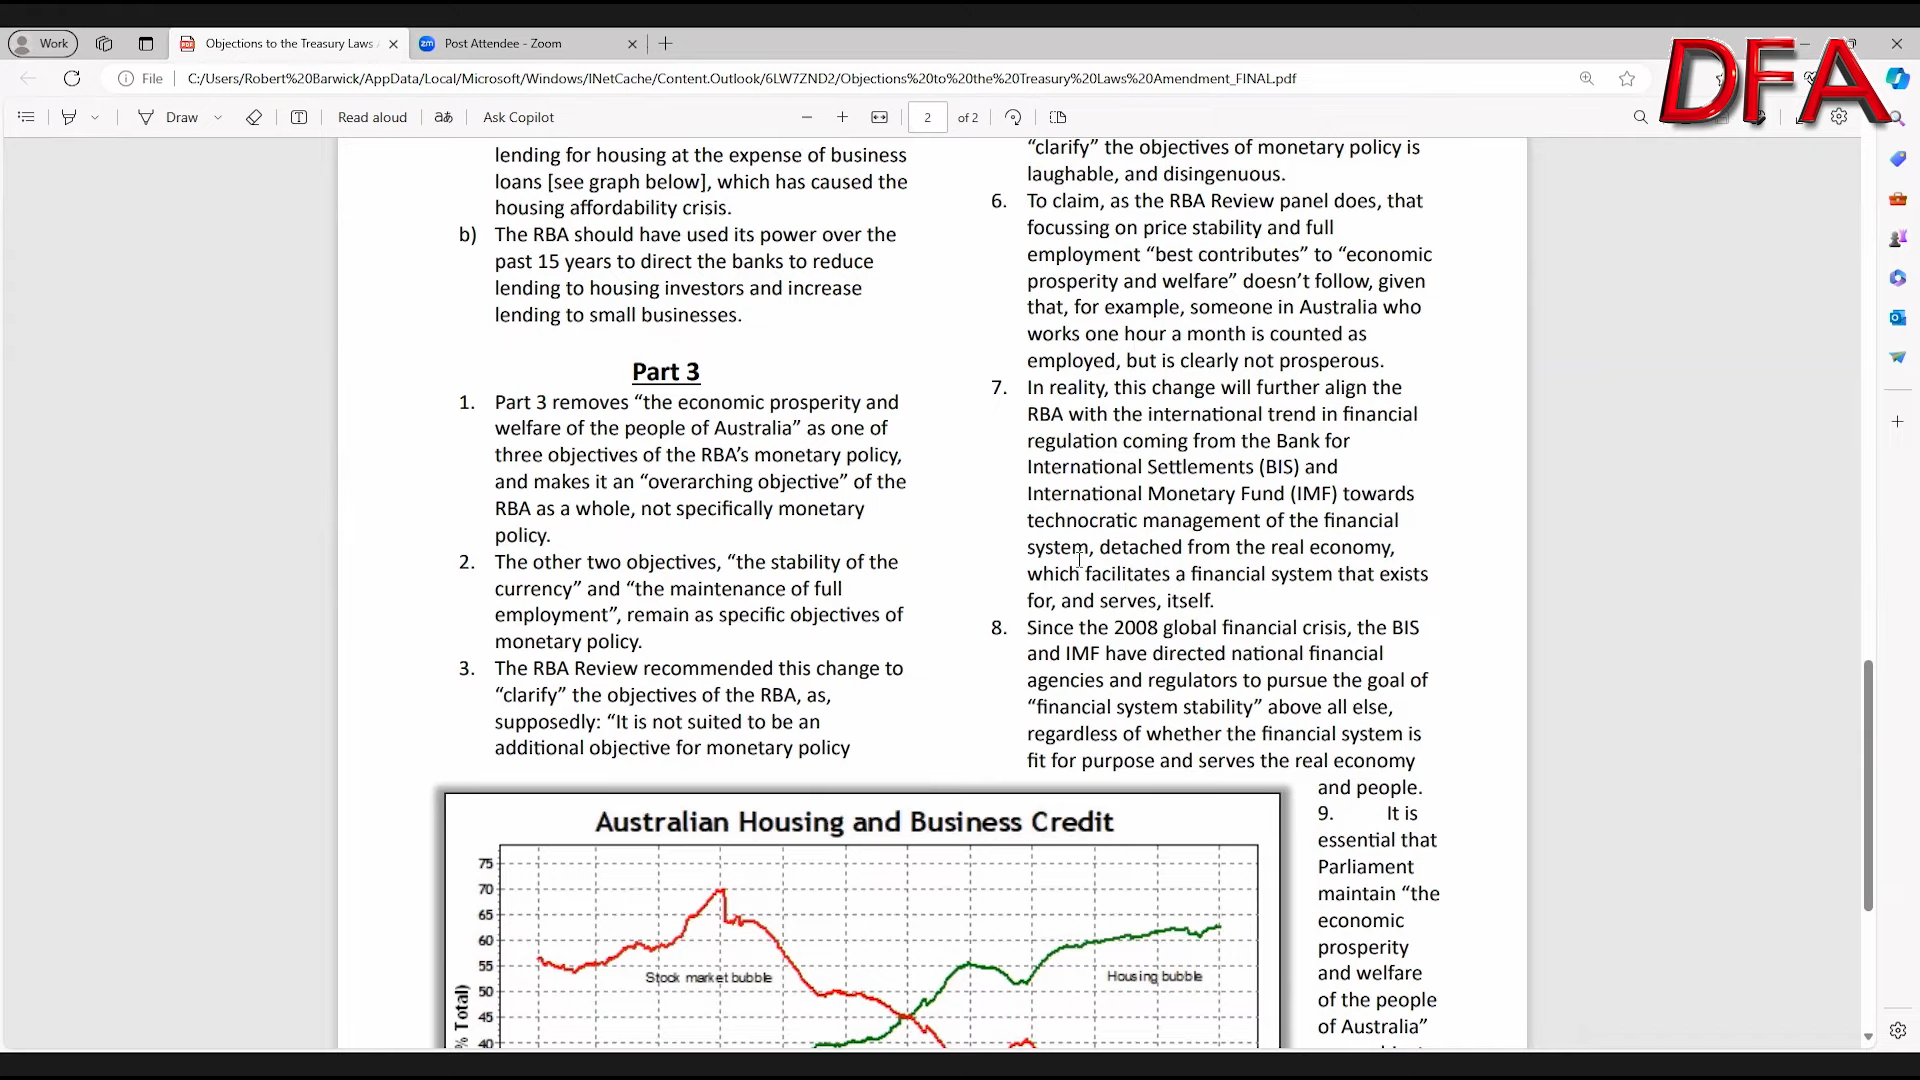 Work
Objections to the Treasury Laws
Post Attendee - Zoom
DFA
File
C:/Users/Robert%20Barwick/AppData/Local/Microsoft/Windows/INetCache/Content.Outlook/6LW7ZND2/Objections%20to%20the%20Treasury%20Laws%20Amendment_FINAL.pdf
Draw
Read aloud
Ask Copilot
2
of 2
lending for housing at the expense of business
loans [see graph below], which has caused the
housing affordability crisis.
b) The RBA should have used its power over the
past 15 years to direct the banks to reduce
lending to housing investors and increase
lending to small businesses.
Part 3
1. Part 3 removes “the economic prosperity and
welfare of the people of Australia” as one of
three objectives of the RBA’s monetary policy,
and makes it an “overarching objective” of the
RBA as a whole, not specifically monetary
policy.
2. The other two objectives, “the stability of the
currency” and “the maintenance of full
employment”, remain as specific objectives of
monetary policy.
3. The RBA Review recommended this change to
“clarify” the objectives of the RBA, as,
supposedly: “It is not suited to be an
additional objective for monetary policy
“clarify” the objectives of monetary policy is
laughable, and disingenuous.
6. To claim, as the RBA Review panel does, that
focussing on price stability and full
employment “best contributes” to “economic
prosperity and welfare” doesn’t follow, given
that, for example, someone in Australia who
works one hour a month is counted as
employed, but is clearly not prosperous.
7. In reality, this change will further align the
RBA with the international trend in financial
regulation coming from the Bank for
International Settlements (BIS) and
International Monetary Fund (IMF) towards
technocratic management of the financial
system, detached from the real economy,
which facilitates a financial system that exists
for, and serves, itself.
8. Since the 2008 global financial crisis, the BIS
and IMF have directed national financial
agencies and regulators to pursue the goal of
“financial system stability” above all else,
regardless of whether the financial system is
fit for purpose and serves the real economy
and people.
9. It is
essential that
Parliament
maintain “the
economic
prosperity
and welfare
of the people
of Australia”
Australian Housing and Business Credit
75
70
65
60
55
50
45
40
% Total)
Stock market bubble
Housing bubble